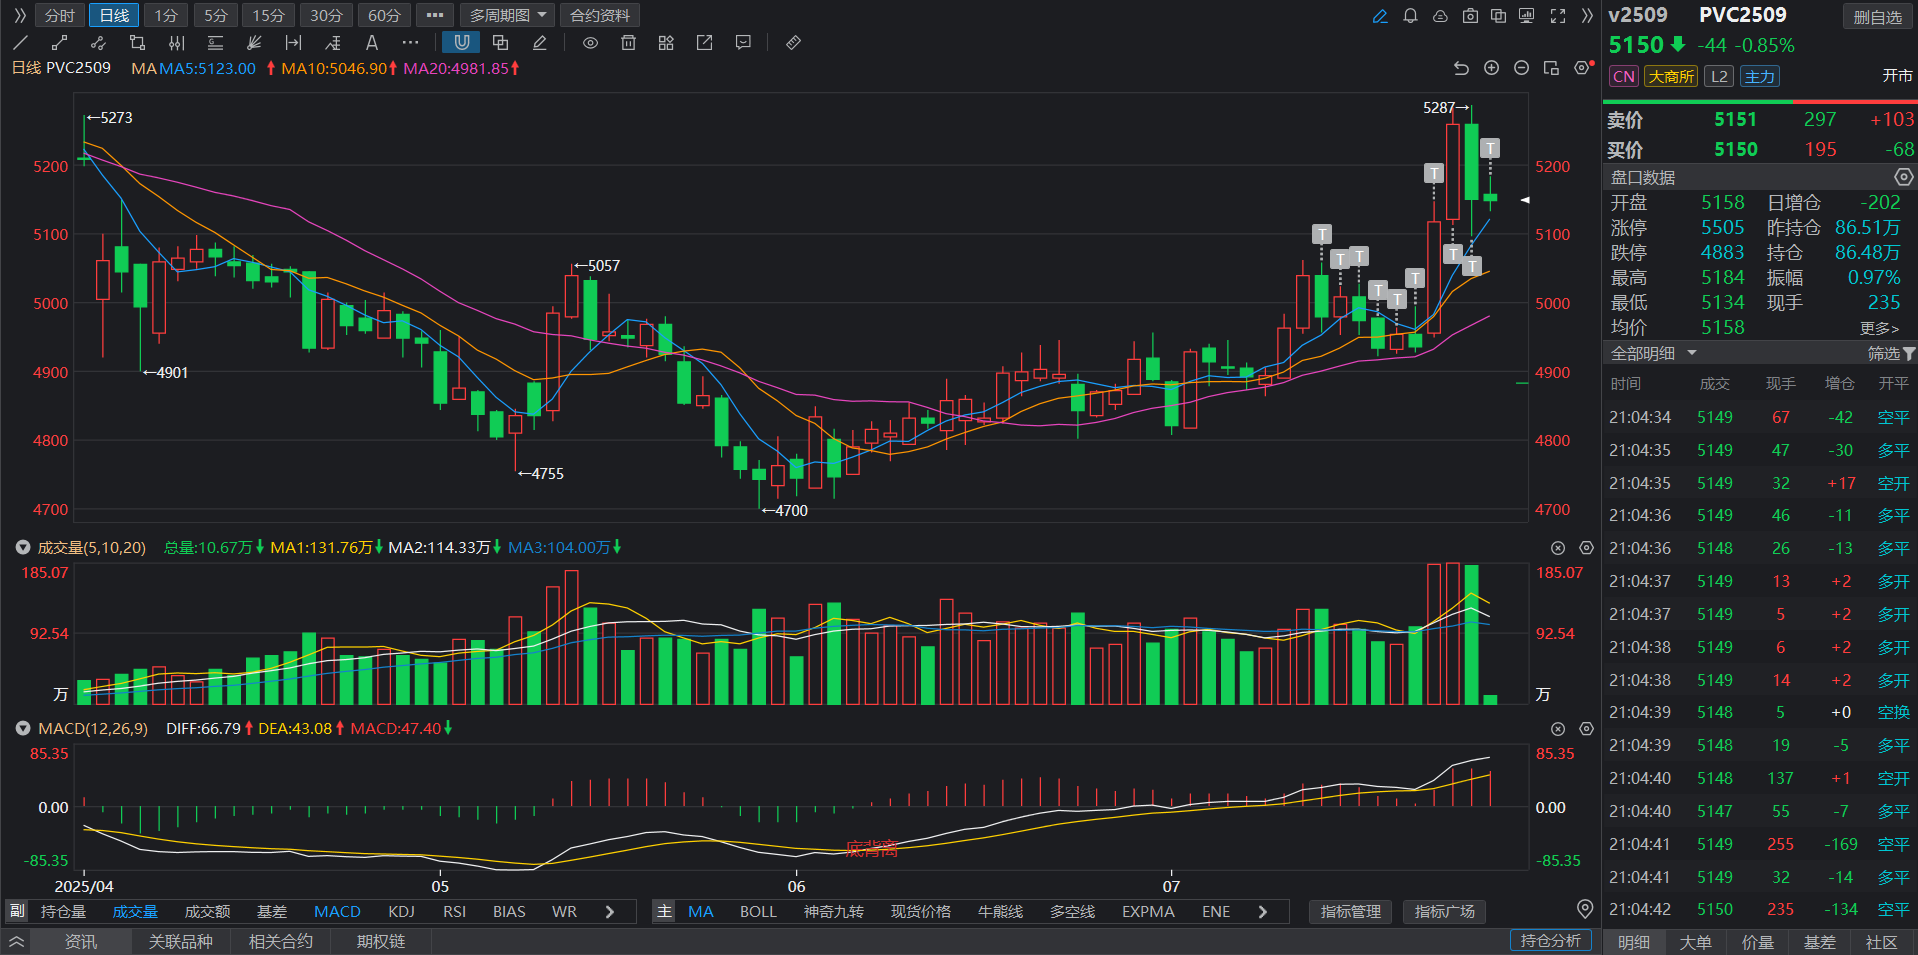 分时 日线 1分 5分 15分 30分 60分 ••• 多周期图 合约资料
日线 PVC2509 MA MA5:5123.00 MA10:5046.90 MA20:4981.85
5273
5287
5200 5200
5100 5100
5057
5000 5000
4901
4900 4900
4800 4800
4755
4700
4700 4700
T T T T T T T T T T
成交量(5,10,20) 总量:10.67万 MA1:131.76万 MA2:114.33万 MA3:104.00万
185.07 185.07
92.54 92.54
万 万
MACD(12,26,9) DIFF:66.79 DEA:43.08 MACD:47.40
85.35 85.35
0.00 0.00
底背离
-85.35 -85.35
2025/04 05 06 07
副 持仓量 成交量 成交额 基差 MACD KDJ RSI BIAS WR
主 MA BOLL 神奇九转 现货价格 牛熊线 多空线 EXPMA ENE
指标管理 指标广场
资讯 关联品种 相关合约 期权链 持仓分析
v2509 PVC2509 删自选
5150 -44 -0.85%
CN 大商所 L2 主力 开市
卖价 5151 297 +103
买价 5150 195 -68
盘口数据
开盘 5158 日增仓 -202
涨停 5505 昨持仓 86.51万
跌停 4883 持仓 86.48万
最高 5184 振幅 0.97%
最低 5134 现手 235
均价 5158 更多>
全部明细 筛选
时间 成交 现手 增仓 开平
21:04:34 5149 67 -42 空平
21:04:35 5149 47 -30 多平
21:04:35 5149 32 +17 空开
21:04:36 5149 46 -11 多平
21:04:36 5148 26 -13 多平
21:04:37 5149 13 +2 多开
21:04:37 5149 5 +2 多开
21:04:38 5149 6 +2 多开
21:04:38 5149 14 +2 多开
21:04:39 5148 5 +0 空换
21:04:39 5148 19 -5 多平
21:04:40 5148 137 +1 空开
21:04:40 5147 55 -7 多平
21:04:41 5149 255 -169 空平
21:04:41 5149 32 -14 多平
21:04:42 5150 235 -134 空平
明细 大单 价量 基差 社区